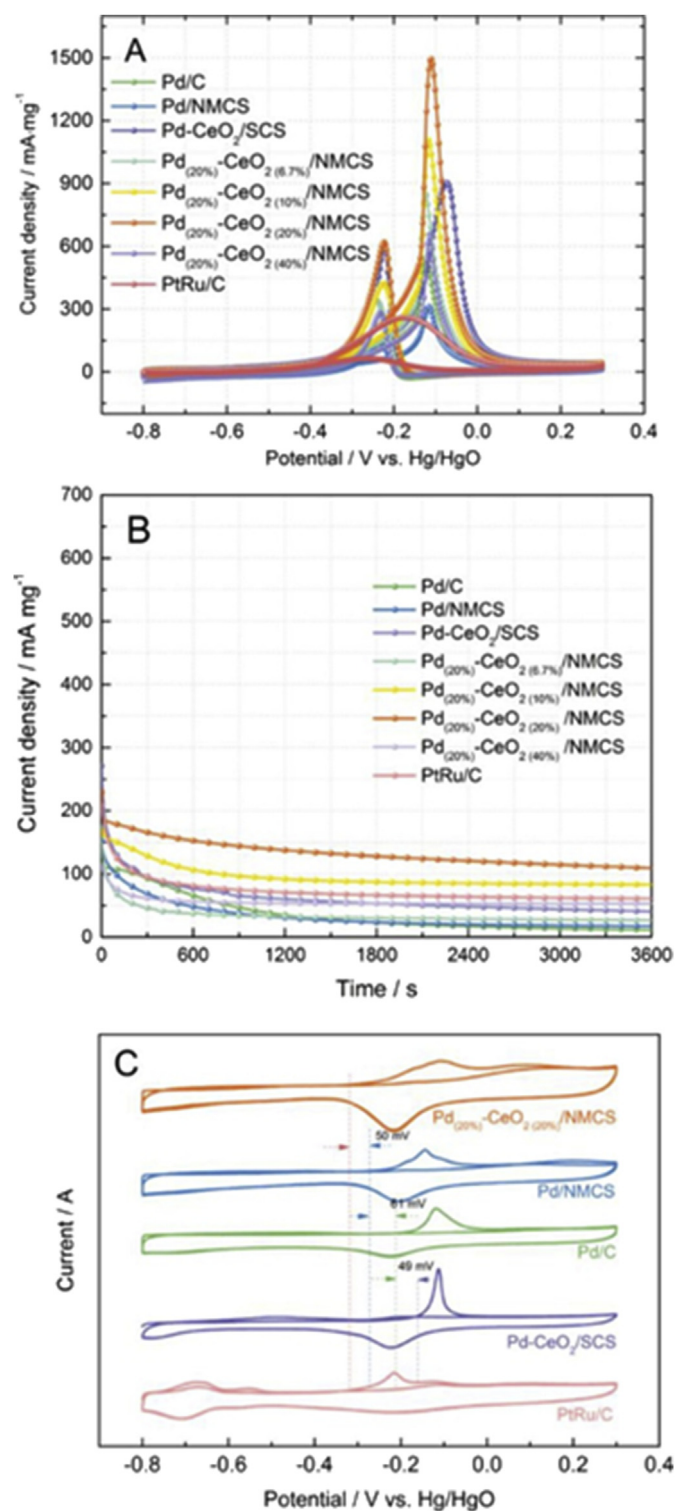 A
1500
1200
900
600
300
0
Current density / mA·mg⁻¹
Pd/C
Pd/NMCS
Pd-CeO₂/SCS
Pd(20%)-CeO₂ (6.7%)/NMCS
Pd(20%)-CeO₂ (10%)/NMCS
Pd(20%)-CeO₂ (20%)/NMCS
Pd(20%)-CeO₂ (40%)/NMCS
PtRu/C
-0.8 -0.6 -0.4 -0.2 0.0 0.2 0.4
Potential / V vs. Hg/HgO
B
700
600
500
400
300
200
100
0
Current density / mA mg⁻¹
Pd/C
Pd/NMCS
Pd-CeO₂/SCS
Pd(20%)-CeO₂ (6.7%)/NMCS
Pd(20%)-CeO₂ (10%)/NMCS
Pd(20%)-CeO₂ (20%)/NMCS
Pd(20%)-CeO₂ (40%)/NMCS
PtRu/C
0 600 1200 1800 2400 3000 3600
Time / s
C
Current / A
Pd(20%)-CeO₂ (20%)/NMCS
50 mV
Pd/NMCS
61 mV
Pd/C
49 mV
Pd-CeO₂/SCS
PtRu/C
-0.8 -0.6 -0.4 -0.2 0.0 0.2 0.4
Potential / V vs. Hg/HgO